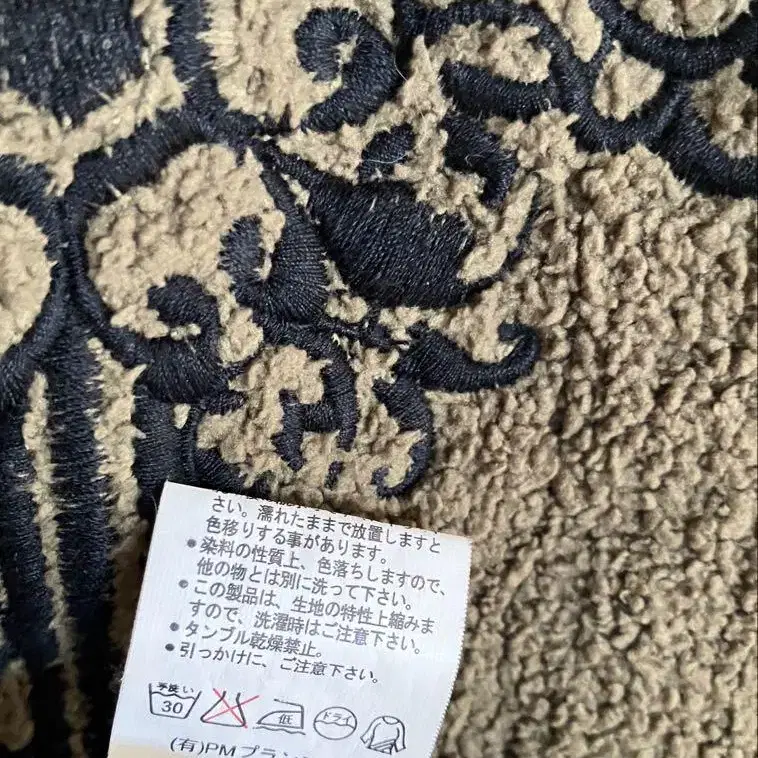 さい。濡れたままで放置しますと
色移りする事があります。
•染料の性質上、色落ちしますので、
他の物とは別に洗って下さい。
•この製品は、生地の特性上縮みま
すので、洗濯時はご注意下さい。
•タンブル乾燥禁止。
•引っかけに、ご注意下さい。
手洗い 30 低 ドライ
(有)PMプラン